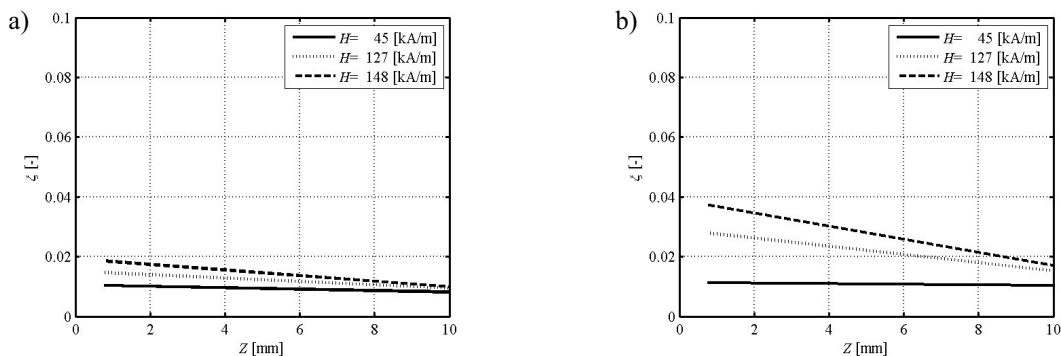 a)
0.1
0.08
0.06
0.04
0.02
0
ζ [-]
0 2 4 6 8 10
Z [mm]
H= 45 [kA/m]
H= 127 [kA/m]
H= 148 [kA/m]
b)
0.1
0.08
0.06
0.04
0.02
0
ζ [-]
0 2 4 6 8 10
Z [mm]
H= 45 [kA/m]
H= 127 [kA/m]
H= 148 [kA/m]